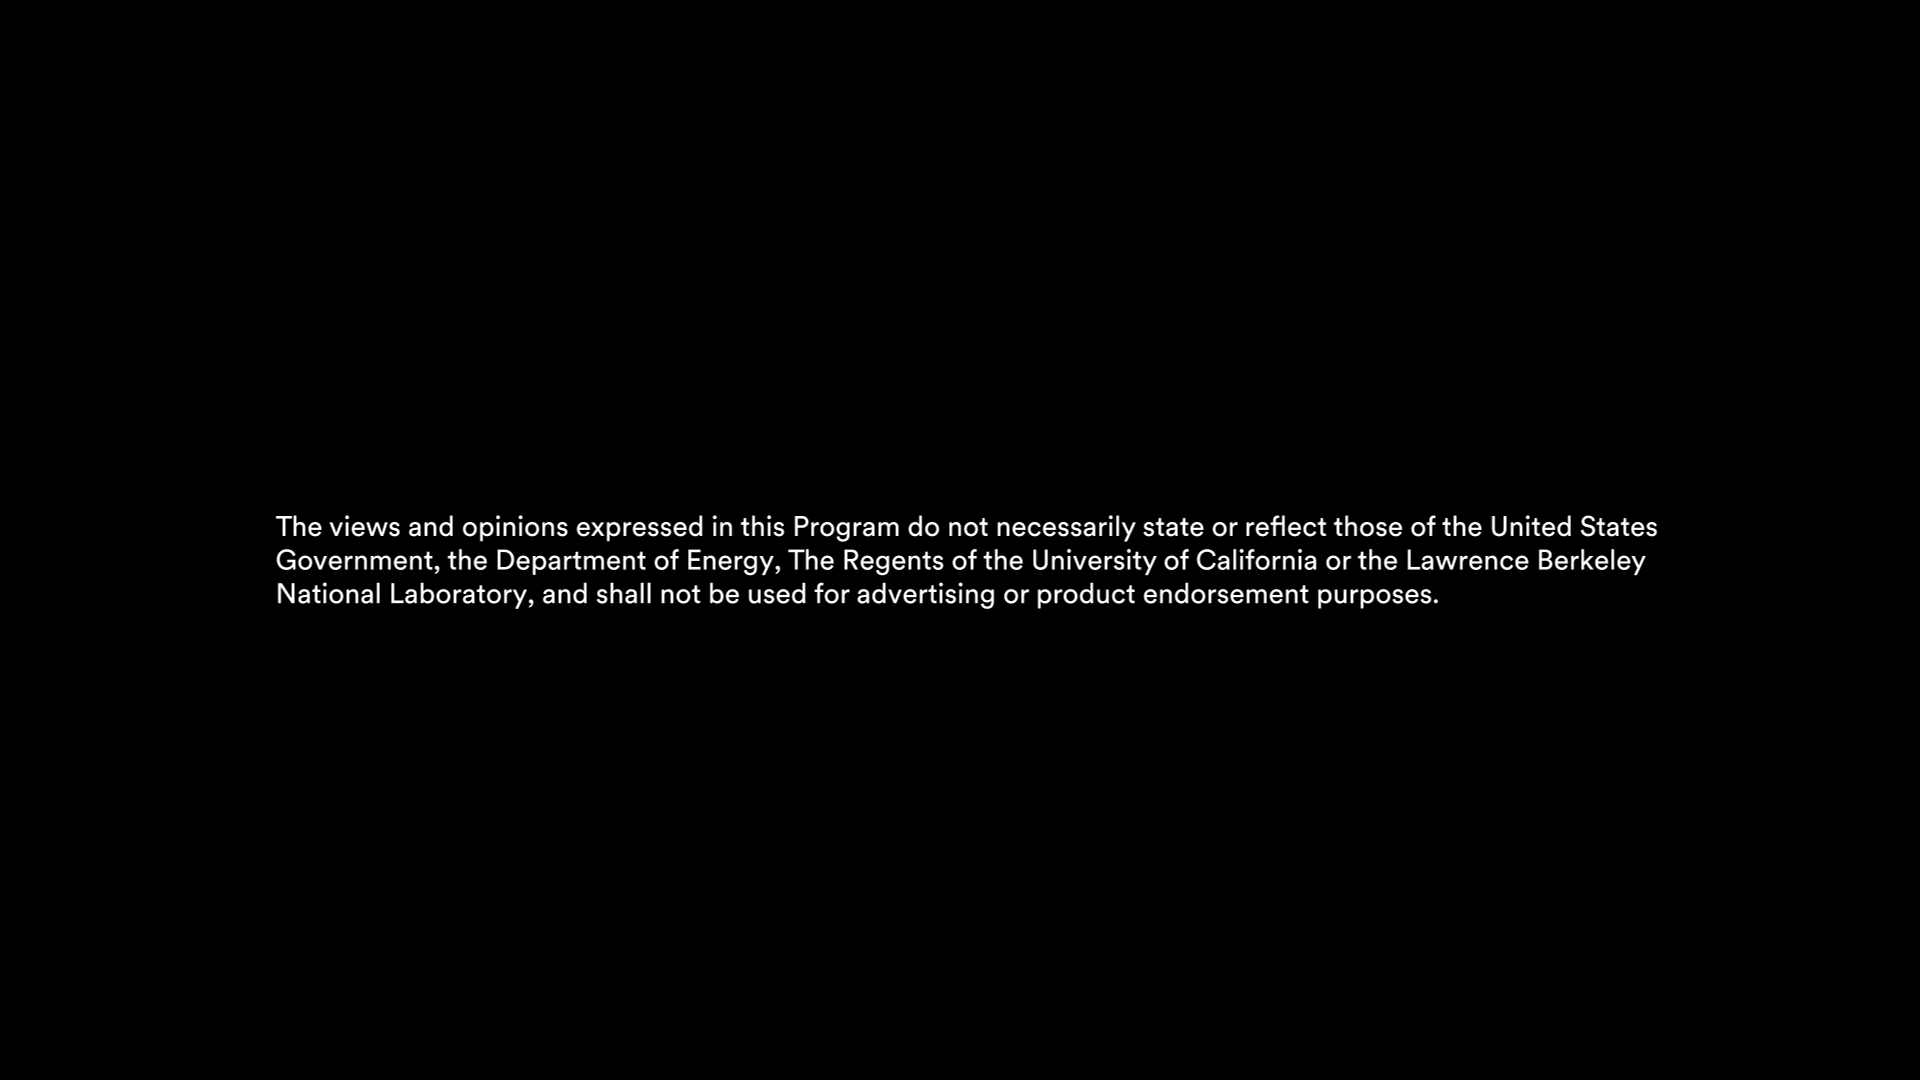 The views and opinions expressed in this Program do not necessarily state or reflect those of the United States
Government, the Department of Energy, The Regents of the University of California or the Lawrence Berkeley
National Laboratory, and shall not be used for advertising or product endorsement purposes.